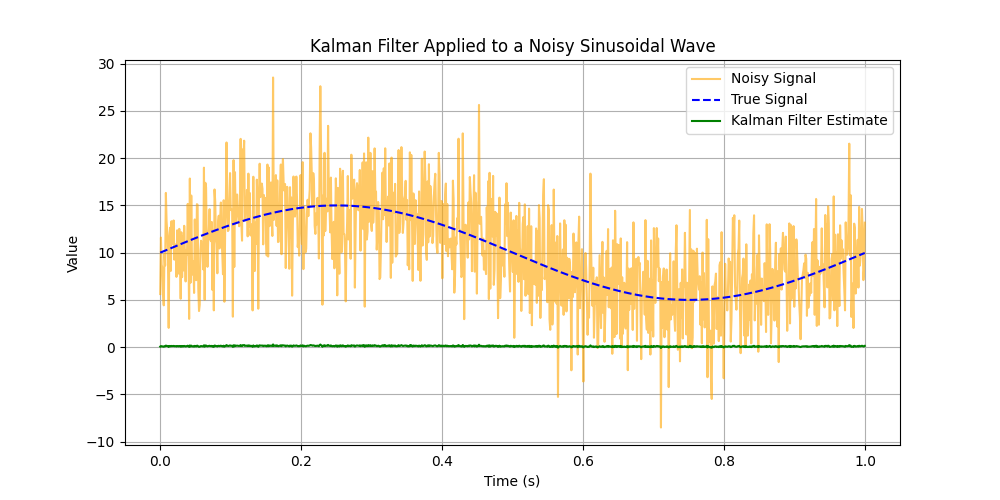 Kalman Filter Applied to a Noisy Sinusoidal Wave
30
25
20
15
10
5
0
−5
−10
Value
Noisy Signal
True Signal
Kalman Filter Estimate
0.0 0.2 0.4 0.6 0.8 1.0
Time (s)